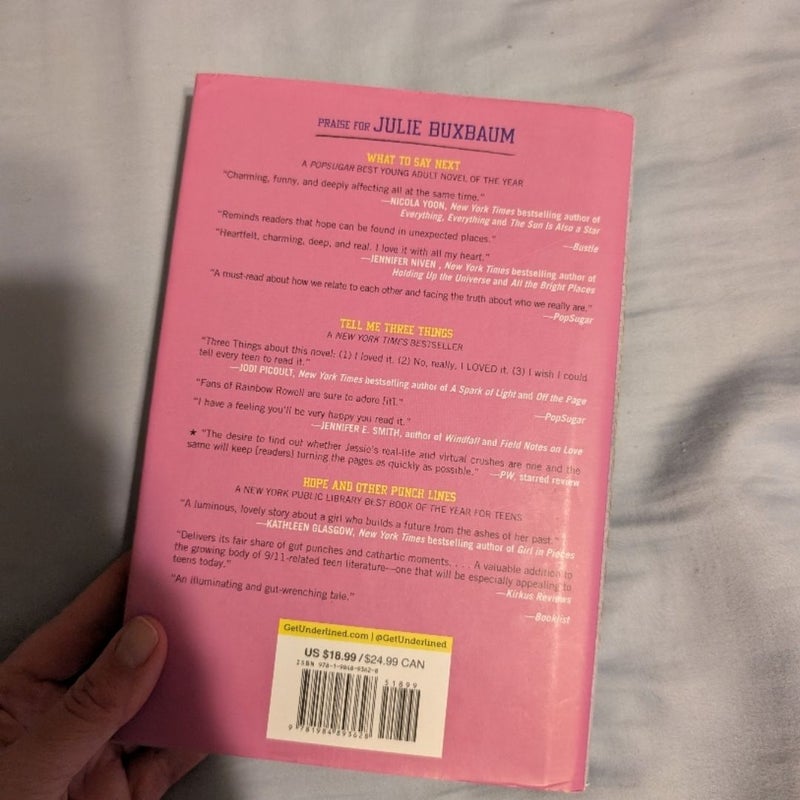 PRAISE FOR JULIE BUXBAUM
WHAT TO SAY NEXT
A POPSUGAR BEST YOUNG ADULT NOVEL OF THE YEAR
"Charming, funny, and deeply affecting all at the same time."
—NICOLA YOON, New York Times bestselling author of
Everything, Everything and The Sun Is Also a Star
"Reminds readers that hope can be found in unexpected places."
—Bustle
"Heartfelt, charming, deep, and real. I love it with all my heart."
—JENNIFER NIVEN, New York Times bestselling author of
Holding Up the Universe and All the Bright Places
"A must-read about how we relate to each other and facing the truth about who we really are."
—PopSugar
TELL ME THREE THINGS
A NEW YORK TIMES BESTSELLER
"Three Things about this novel: (1) I loved it. (2) No, really, I LOVED it. (3) I wish I could
tell every teen to read it."
—JODI PICOULT, New York Times bestselling author of A Spark of Light and Off the Page
"Fans of Rainbow Rowell are sure to adore [it]."
—PopSugar
"I have a feeling you'll be very happy you read it."
—JENNIFER E. SMITH, author of Windfall and Field Notes on Love
★ "The desire to find out whether Jessie's real-life and virtual crushes are one and the
same will keep [readers] turning the pages as quickly as possible." —PW, starred review
HOPE AND OTHER PUNCH LINES
A NEW YORK PUBLIC LIBRARY BEST BOOK OF THE YEAR FOR TEENS
"A luminous, lovely story about a girl who builds a future from the ashes of her past."
—KATHLEEN GLASGOW, New York Times bestselling author of Girl in Pieces
"Delivers its fair share of gut punches and cathartic moments. . . . A valuable addition to
the growing body of 9/11-related teen literature—one that will be especially appealing to
teens today."
—Kirkus Reviews
"An illuminating and gut-wrenching tale."
—Booklist
GetUnderlined.com | @GetUnderlined
US $18.99 / $24.99 CAN
ISBN 978-1-9848-9362-8
51899
9 781984 893628